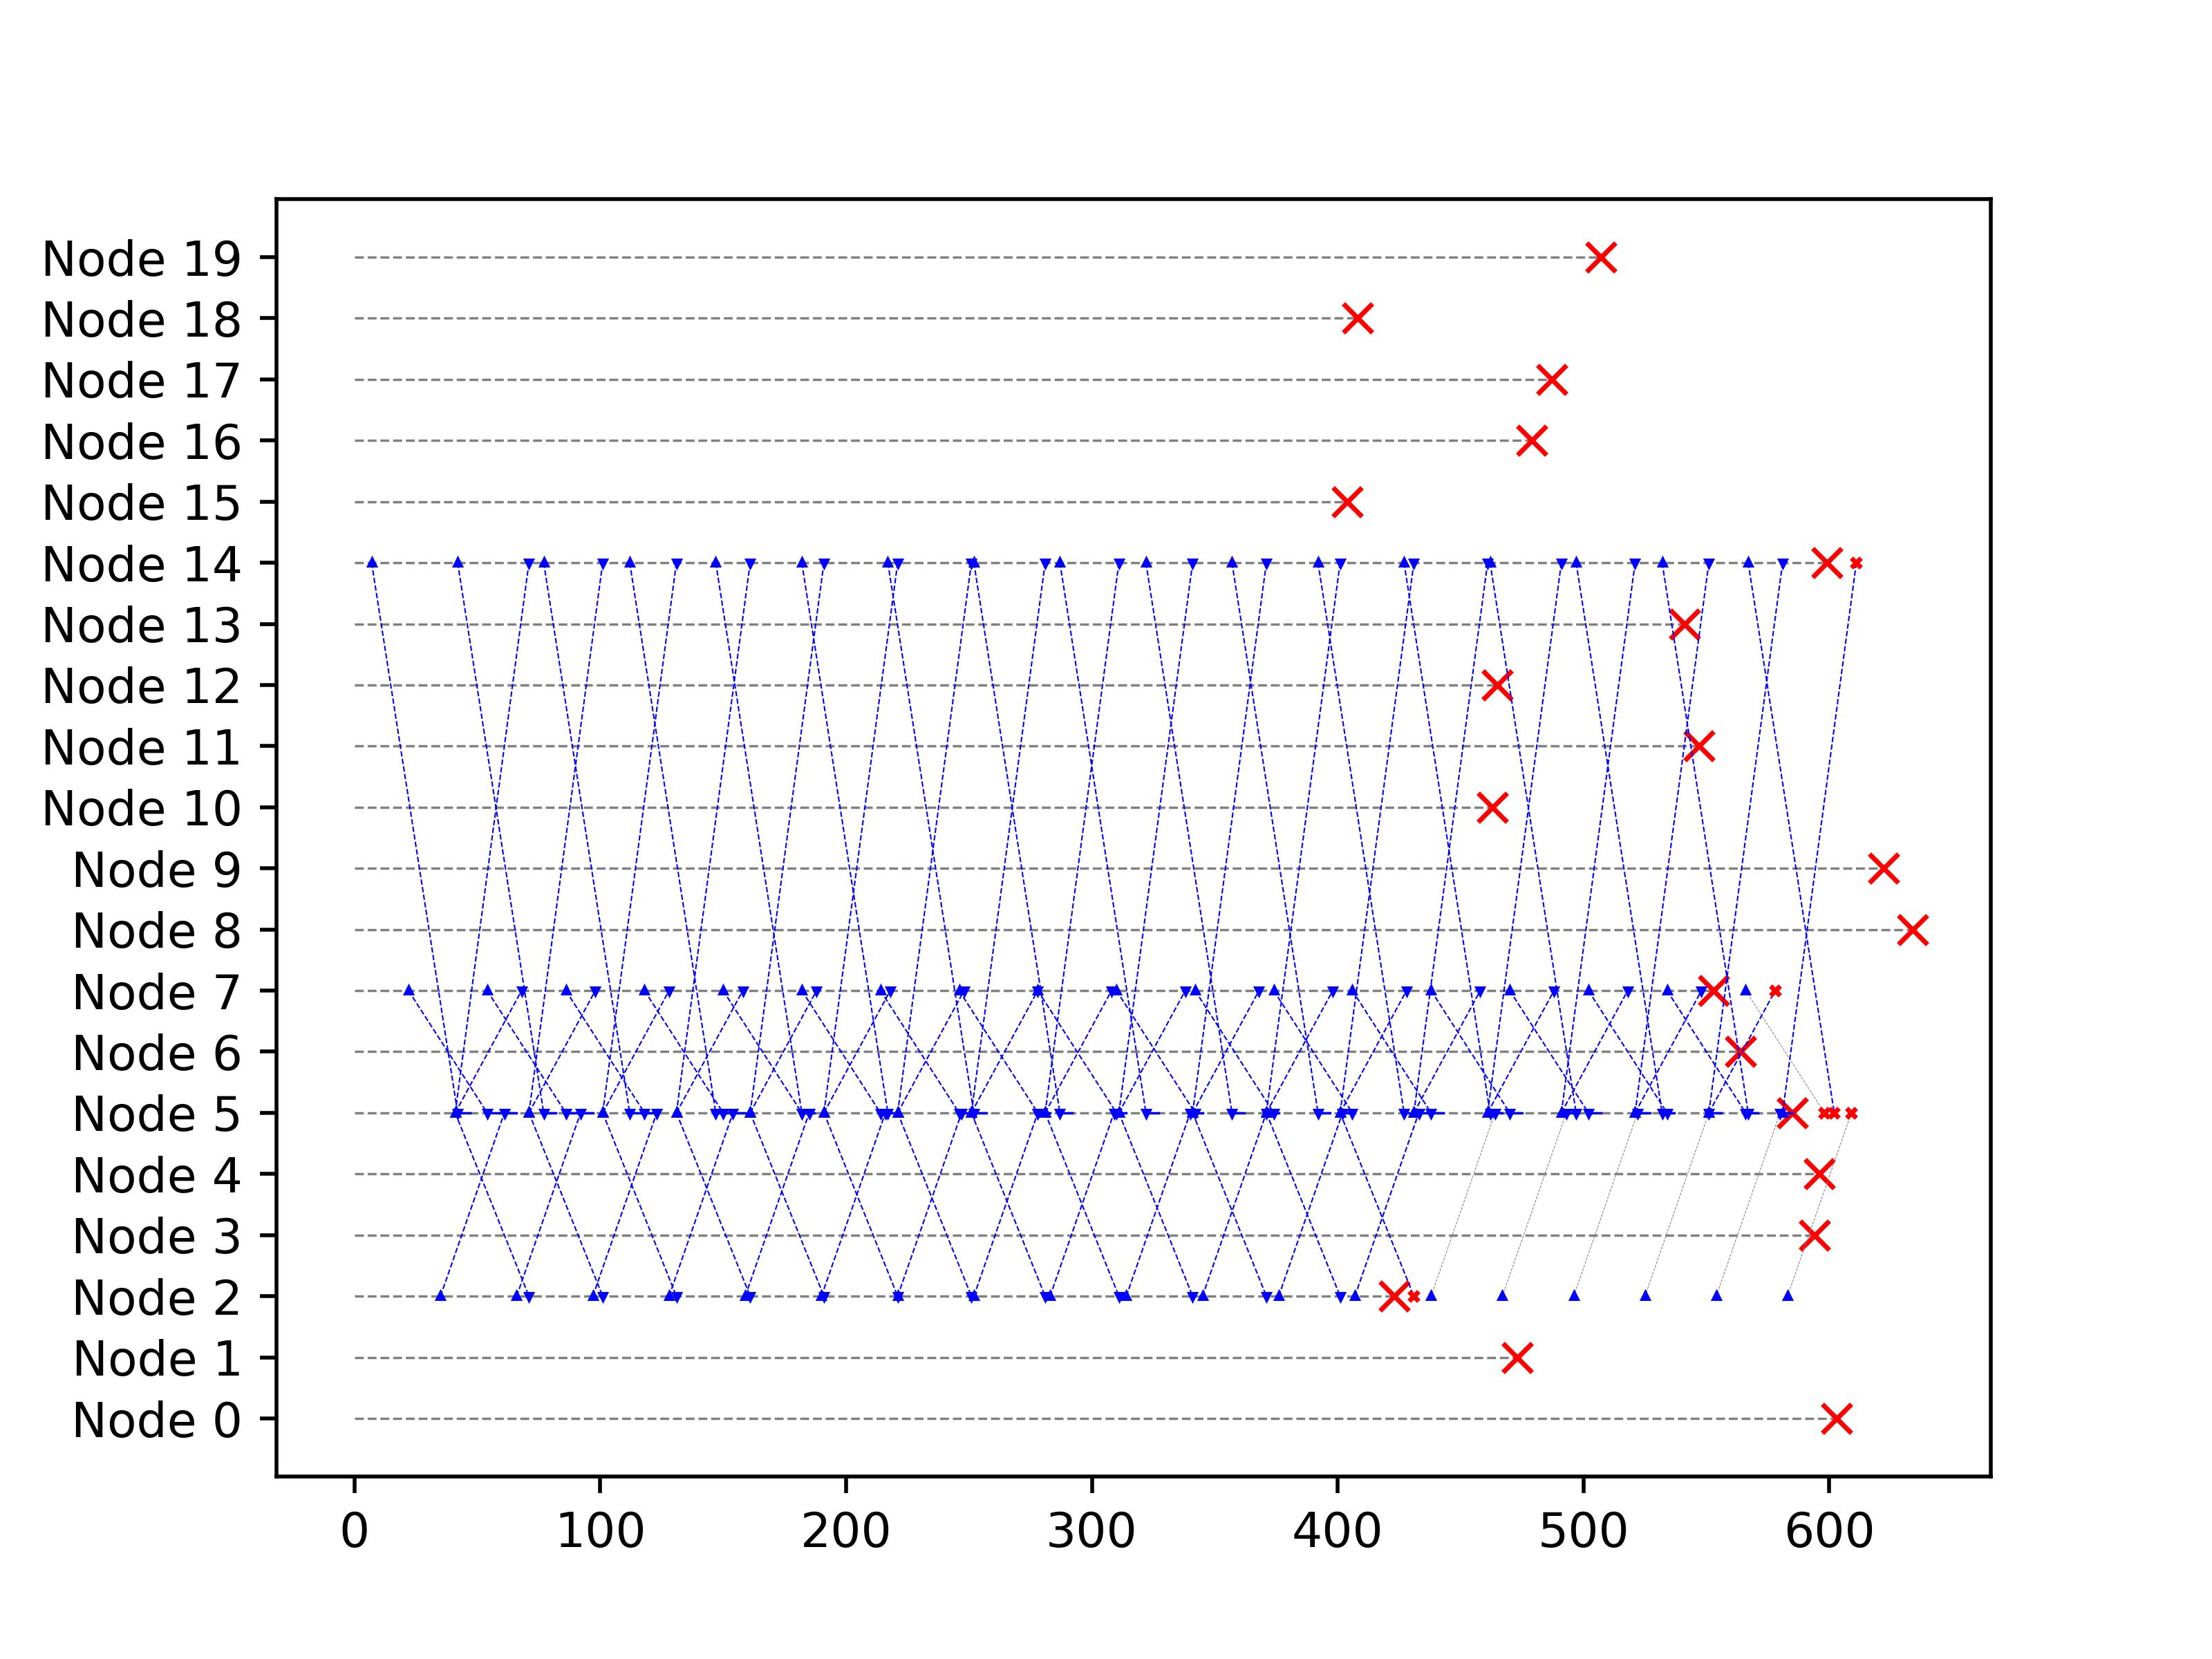 Node 19
Node 18
Node 17
Node 16
Node 15
Node 14
Node 13
Node 12
Node 11
Node 10
Node 9
Node 8
Node 7
Node 6
Node 5
Node 4
Node 3
Node 2
Node 1
Node 0
0 100 200 300 400 500 600